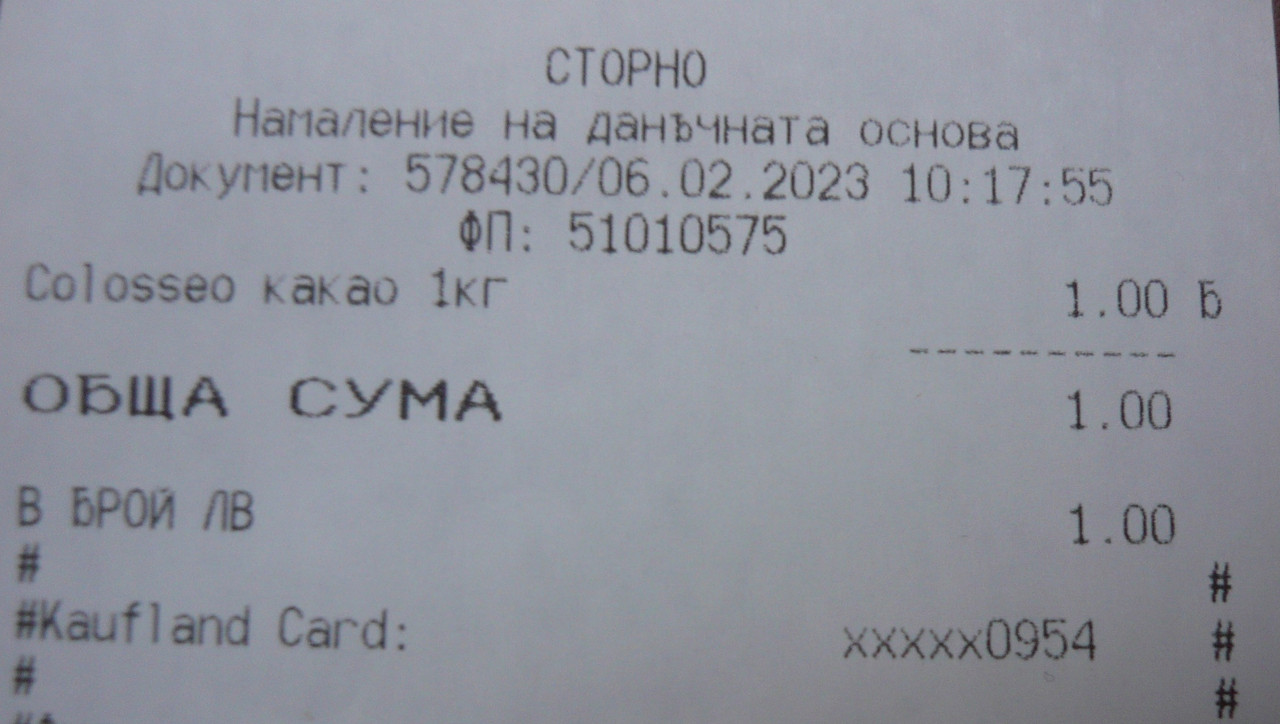 СТОРНО
Намаление на данъчната основа
Документ: 578430/06.02.2023 10:17:55
ФП: 51010575
Colosseo какао 1кг 1.00 Б
----------
ОБЩА СУМА 1.00
В БРОЙ ЛВ 1.00
# #
#Kaufland Card: xxxxx0954 #
# #